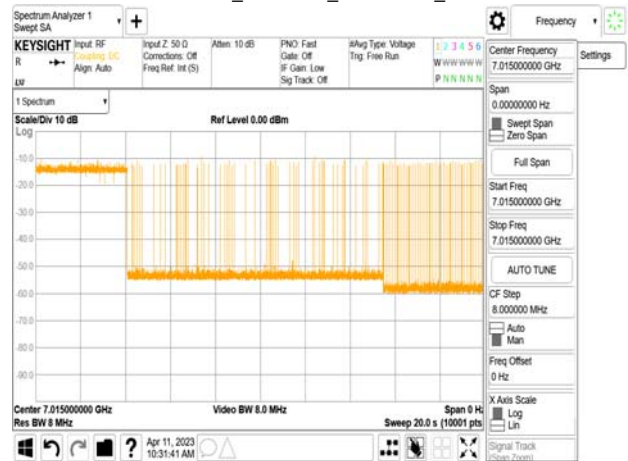 Spectrum Analyzer 1
Swept SA
Frequency
KEYSIGHT
R
Input: RF
Coupling: DC
Align: Auto
Input Z: 50 Ω
Corrections: Off
Freq Ref: Int (S)
Atten: 10 dB
PNO: Fast
Gate: Off
IF Gain: Low
Sig Track: Off
#Avg Type: Voltage
Trig: Free Run
1 2 3 4 5 6
W W W W W W
P N N N N N
1 Spectrum
Scale/Div 10 dB
Ref Level 0.00 dBm
Log
-10.0
-20.0
-30.0
-40.0
-50.0
-60.0
-70.0
-80.0
-90.0
Center 7.015000000 GHz
Res BW 8 MHz
Video BW 8.0 MHz
Span 0 Hz
Sweep 20.0 s (10001 pts
Apr 11, 2023
10:31:41 AM
Center Frequency
7.015000000 GHz
Settings
Span
0.00000000 Hz
Swept Span
Zero Span
Full Span
Start Freq
7.015000000 GHz
Stop Freq
7.015000000 GHz
AUTO TUNE
CF Step
8.000000 MHz
Auto
Man
Freq Offset
0 Hz
X Axis Scale
Log
Lin
Signal Track
(Span Zoom)